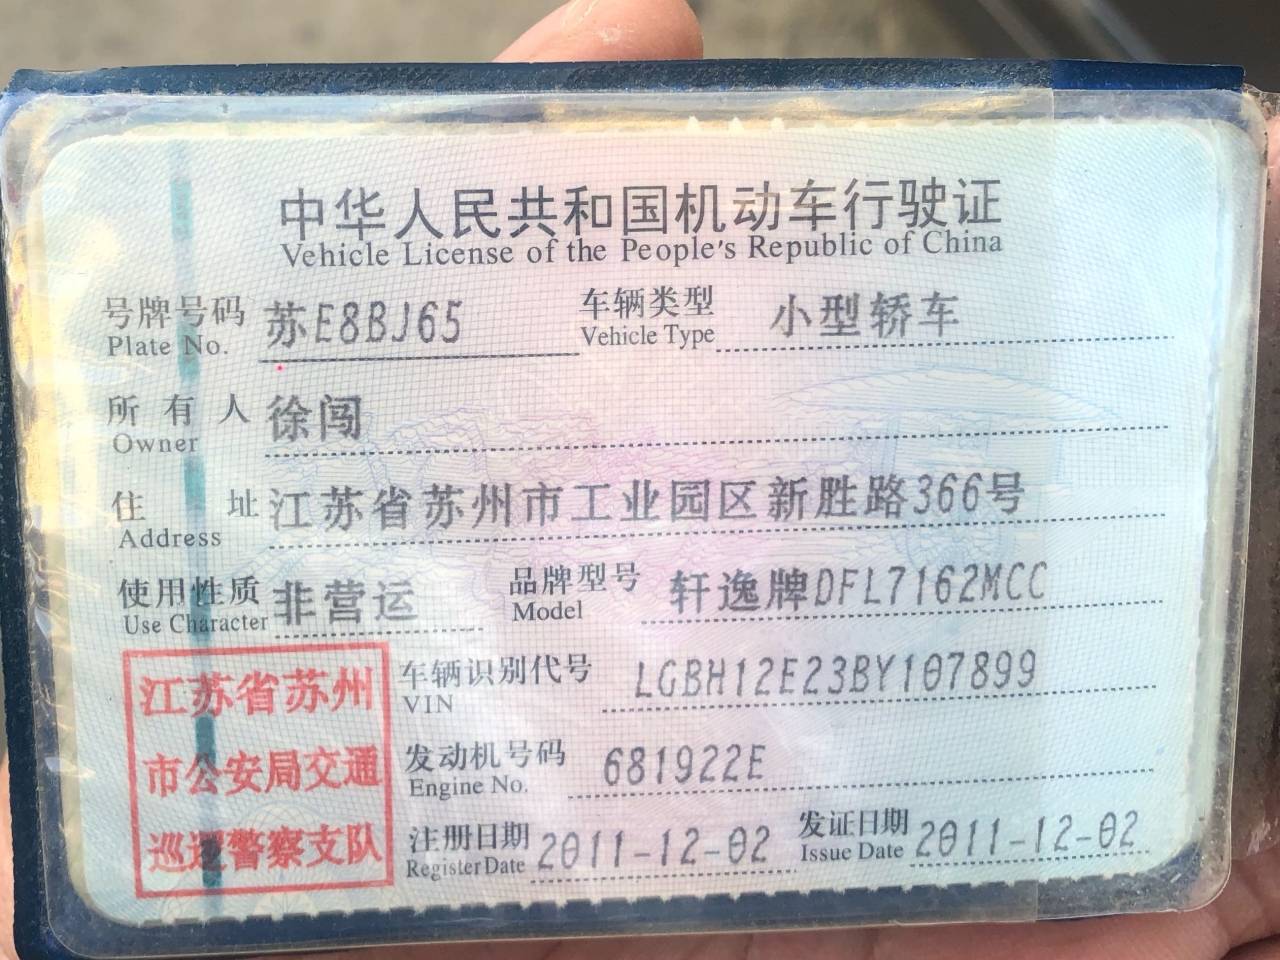 中华人民共和国机动车行驶证
Vehicle License of the People's Republic of China
号牌号码 苏E8BJ65 车辆类型 小型轿车
Plate No. Vehicle Type
所有人 徐闯
Owner
住址 江苏省苏州市工业园区新胜路366号
Address
使用性质 非营运 品牌型号 轩逸牌DFL7162MCC
Use Character Model
江苏省苏州
市公安局交通
巡逻警察支队
车辆识别代号 LGBH12E23BY107899
VIN
发动机号码 681922E
Engine No.
注册日期 2011-12-02 发证日期 2011-12-02
Register Date Issue Date